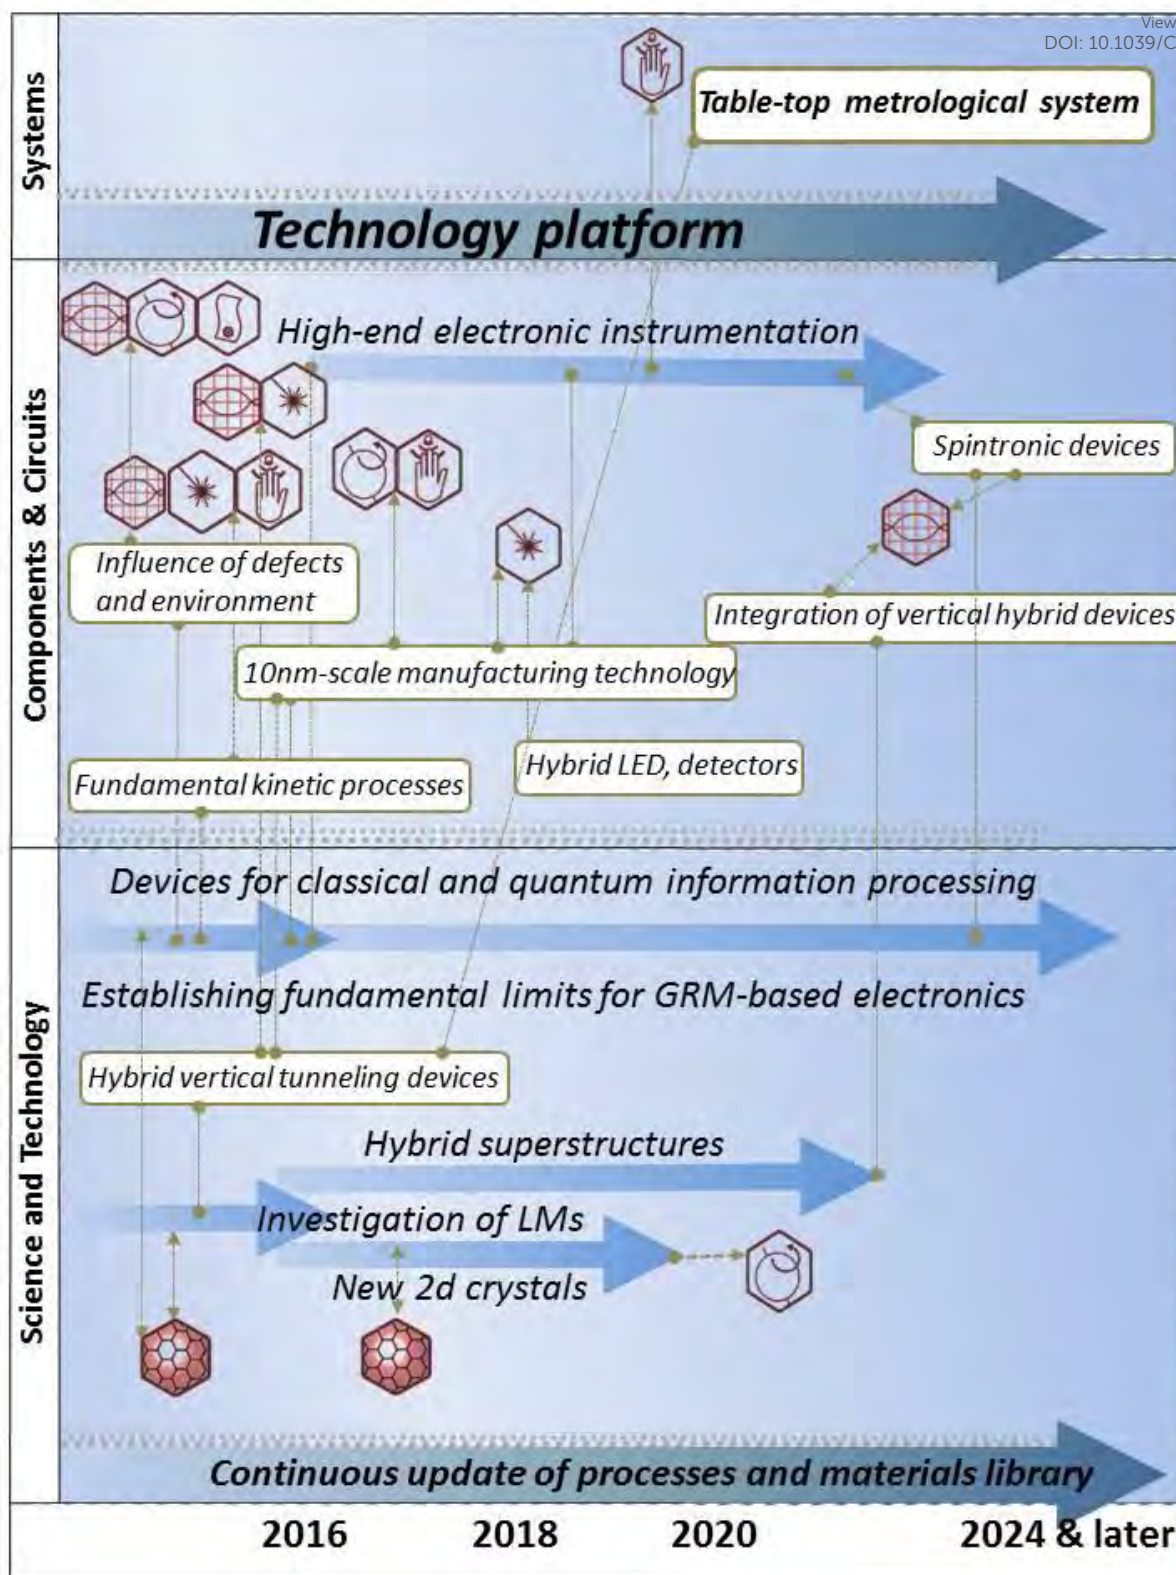 View
DOI: 10.1039/C
Systems
Table-top metrological system
Technology platform
Components & Circuits
High-end electronic instrumentation
Spintronic devices
Influence of defects
and environment
Integration of vertical hybrid devices
10nm-scale manufacturing technology
Hybrid LED, detectors
Fundamental kinetic processes
Science and Technology
Devices for classical and quantum information processing
Establishing fundamental limits for GRM-based electronics
Hybrid vertical tunneling devices
Hybrid superstructures
Investigation of LMs
New 2d crystals
Continuous update of processes and materials library
2016 2018 2020 2024 & later